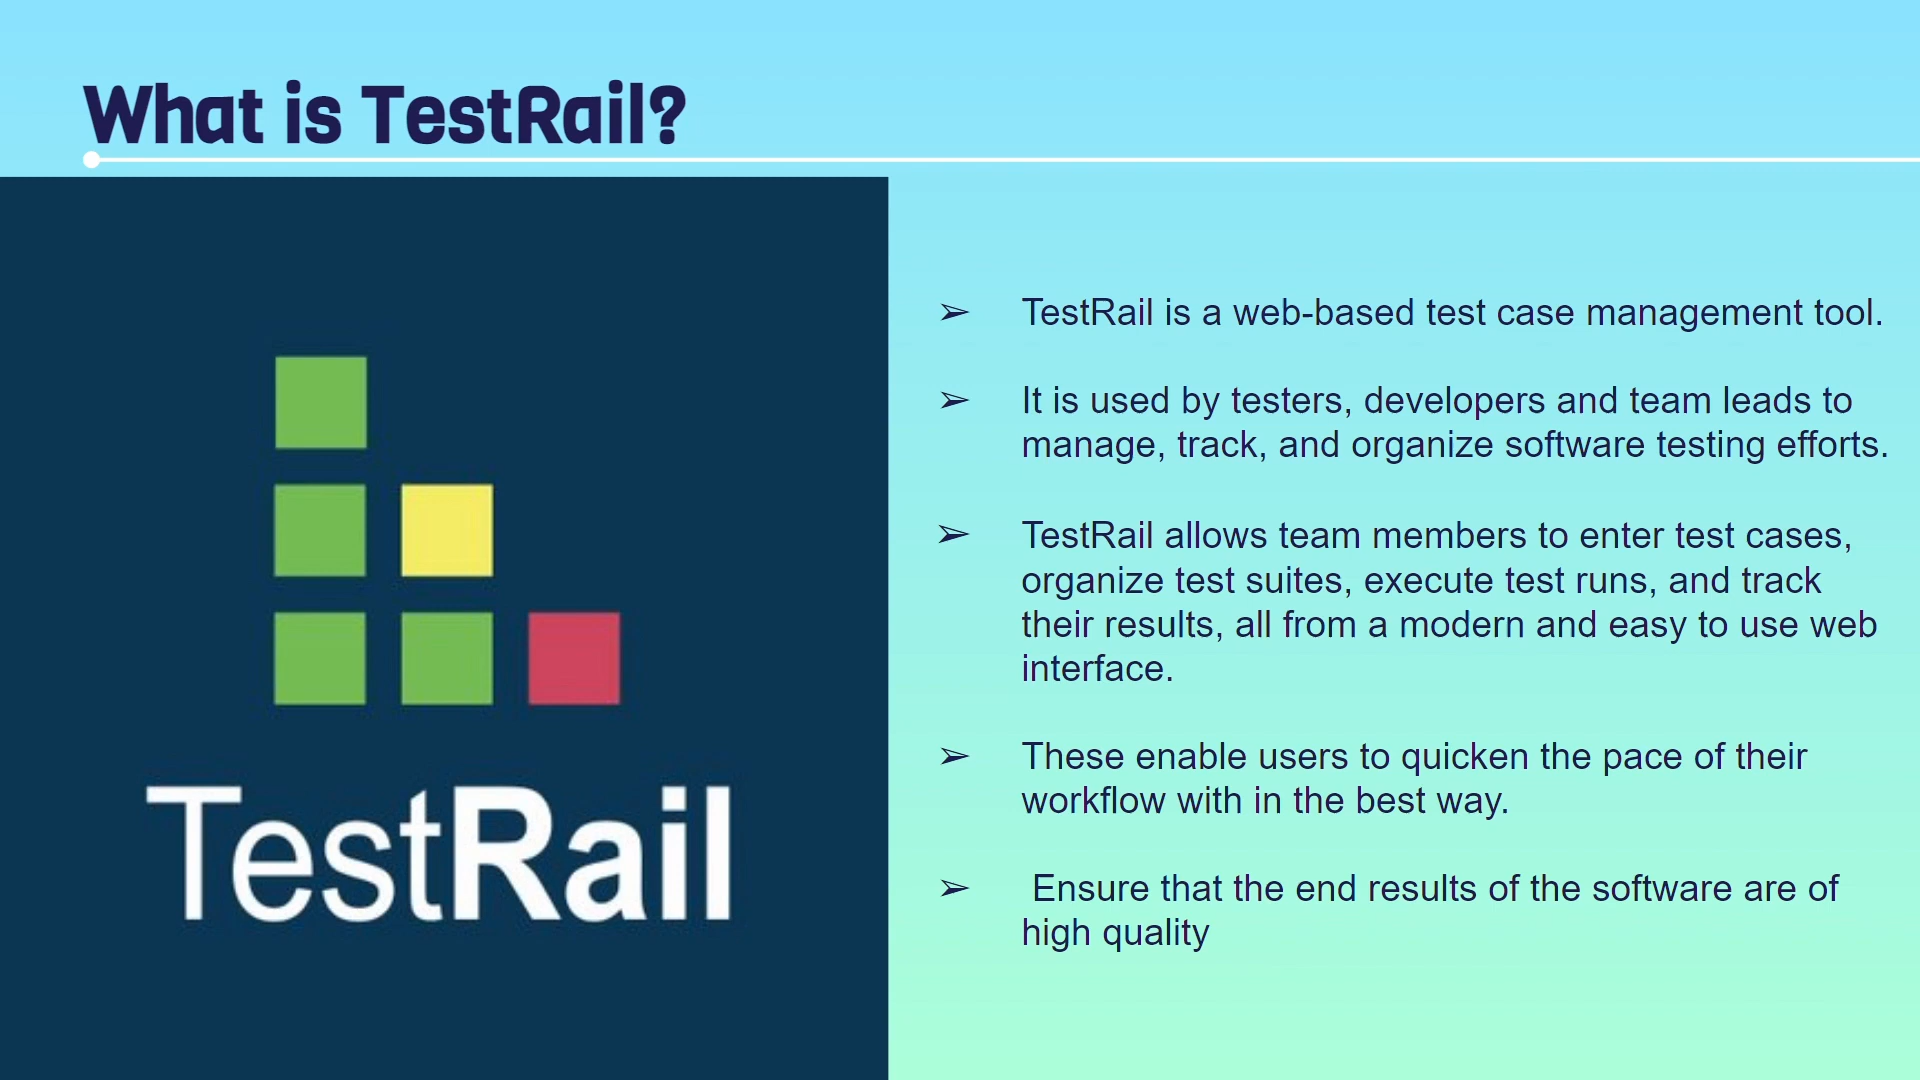 What is TestRail?
TestRail
➢ TestRail is a web-based test case management tool.
➢ It is used by testers, developers and team leads to
manage, track, and organize software testing efforts.
➢ TestRail allows team members to enter test cases,
organize test suites, execute test runs, and track
their results, all from a modern and easy to use web
interface.
➢ These enable users to quicken the pace of their
workflow with in the best way.
➢ Ensure that the end results of the software are of
high quality